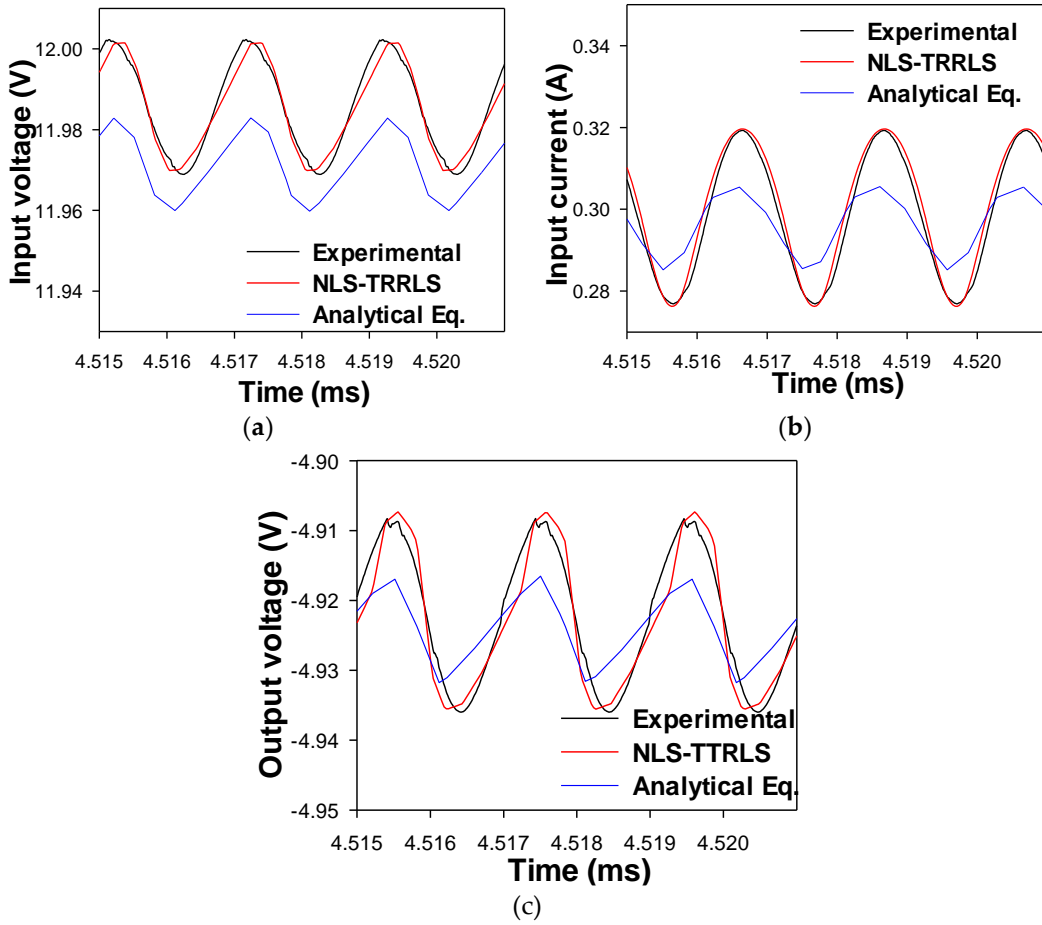 12.00
11.98
11.96
11.94
Input voltage (V)
Experimental
NLS-TRRLS
Analytical Eq.
4.515 4.516 4.517 4.518 4.519 4.520
Time (ms)
(a)
0.34
0.32
0.30
0.28
Input current (A)
Experimental
NLS-TRRLS
Analytical Eq.
4.515 4.516 4.517 4.518 4.519 4.520
Time (ms)
(b)
-4.90
-4.91
-4.92
-4.93
-4.94
-4.95
Output voltage (V)
Experimental
NLS-TTRLS
Analytical Eq.
4.515 4.516 4.517 4.518 4.519 4.520
Time (ms)
(c)